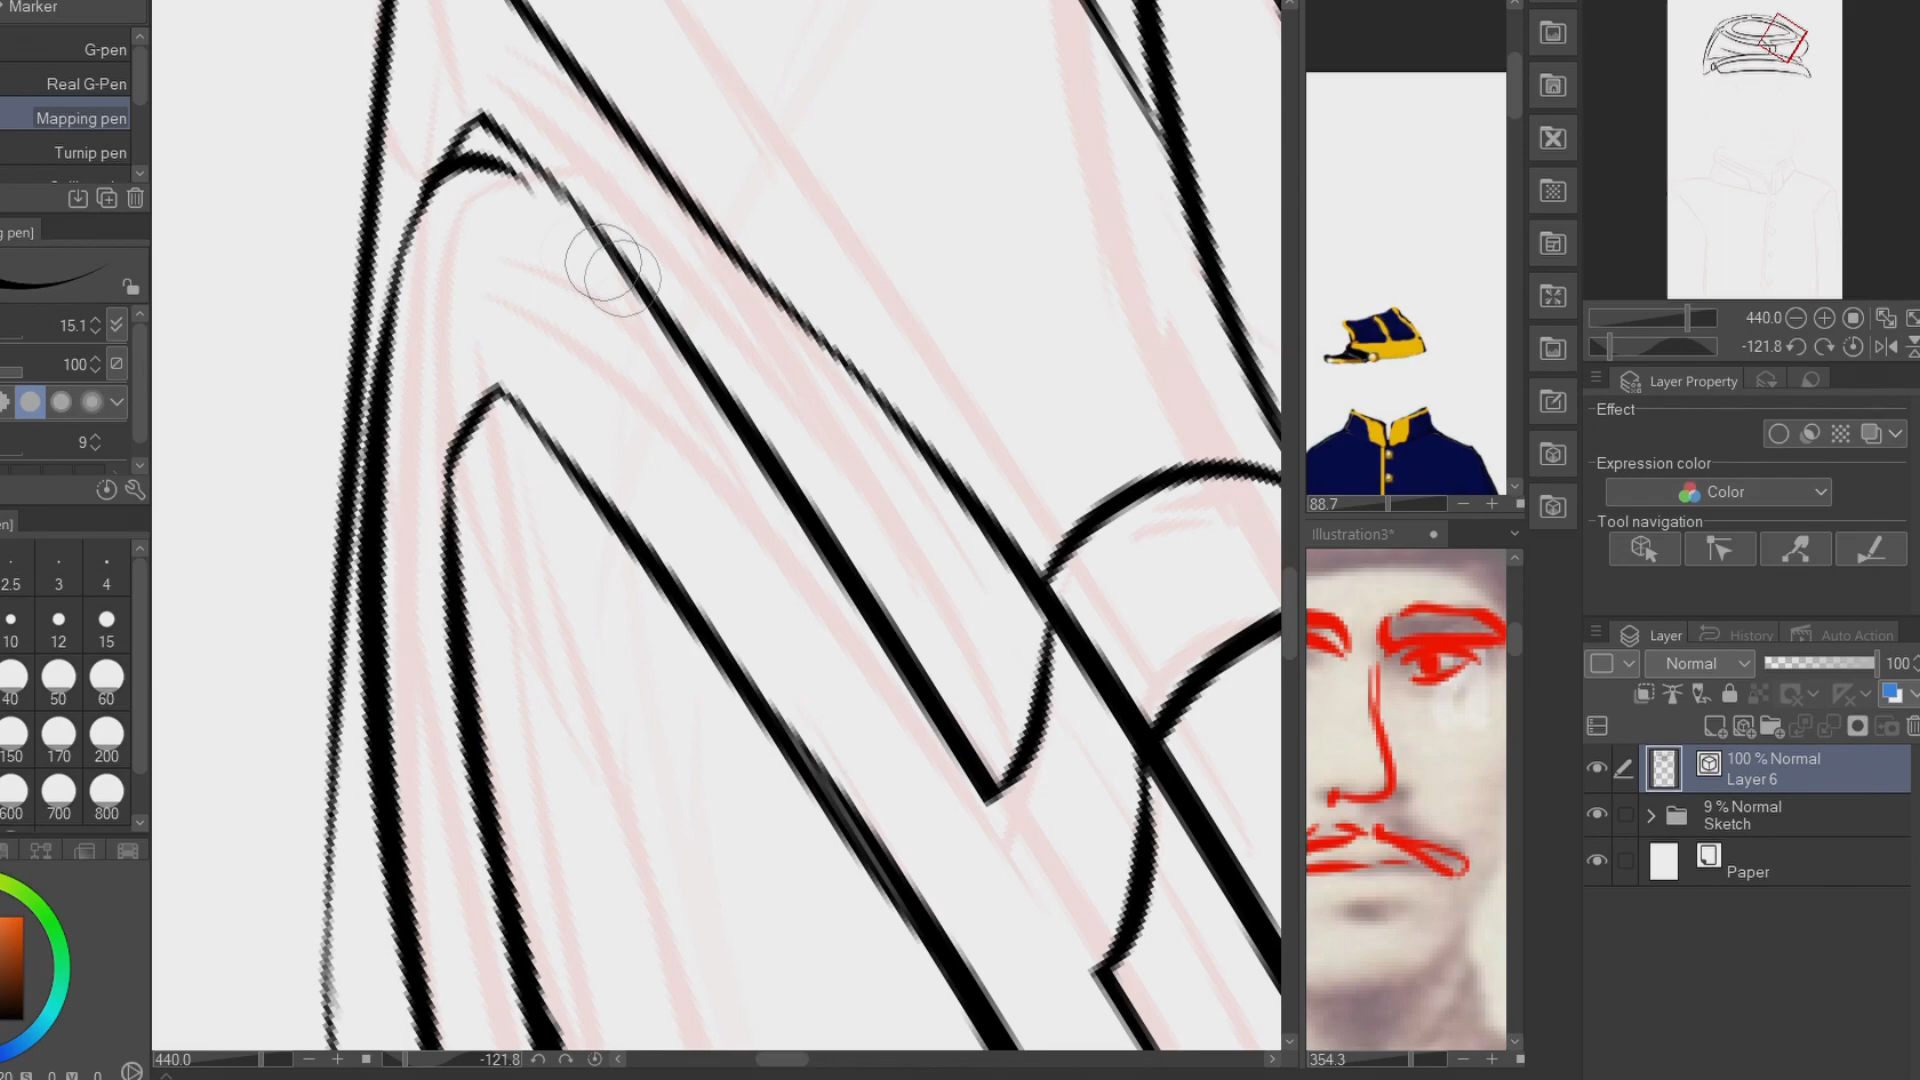 Marker
G-pen
Real G-Pen
Mapping pen
Turnip pen
g pen]
15.1
100
9
en]
2.5 3 4
10 12 15
40 50 60
150 170 200
600 700 800
440.0 -121.8
88.7
Illustration3*
354.3
440.0
-121.8
Layer Property
Effect
Expression color
Color
Tool navigation
Layer History Auto Action
Normal 100
100 % Normal
Layer 6
9 % Normal
Sketch
Paper